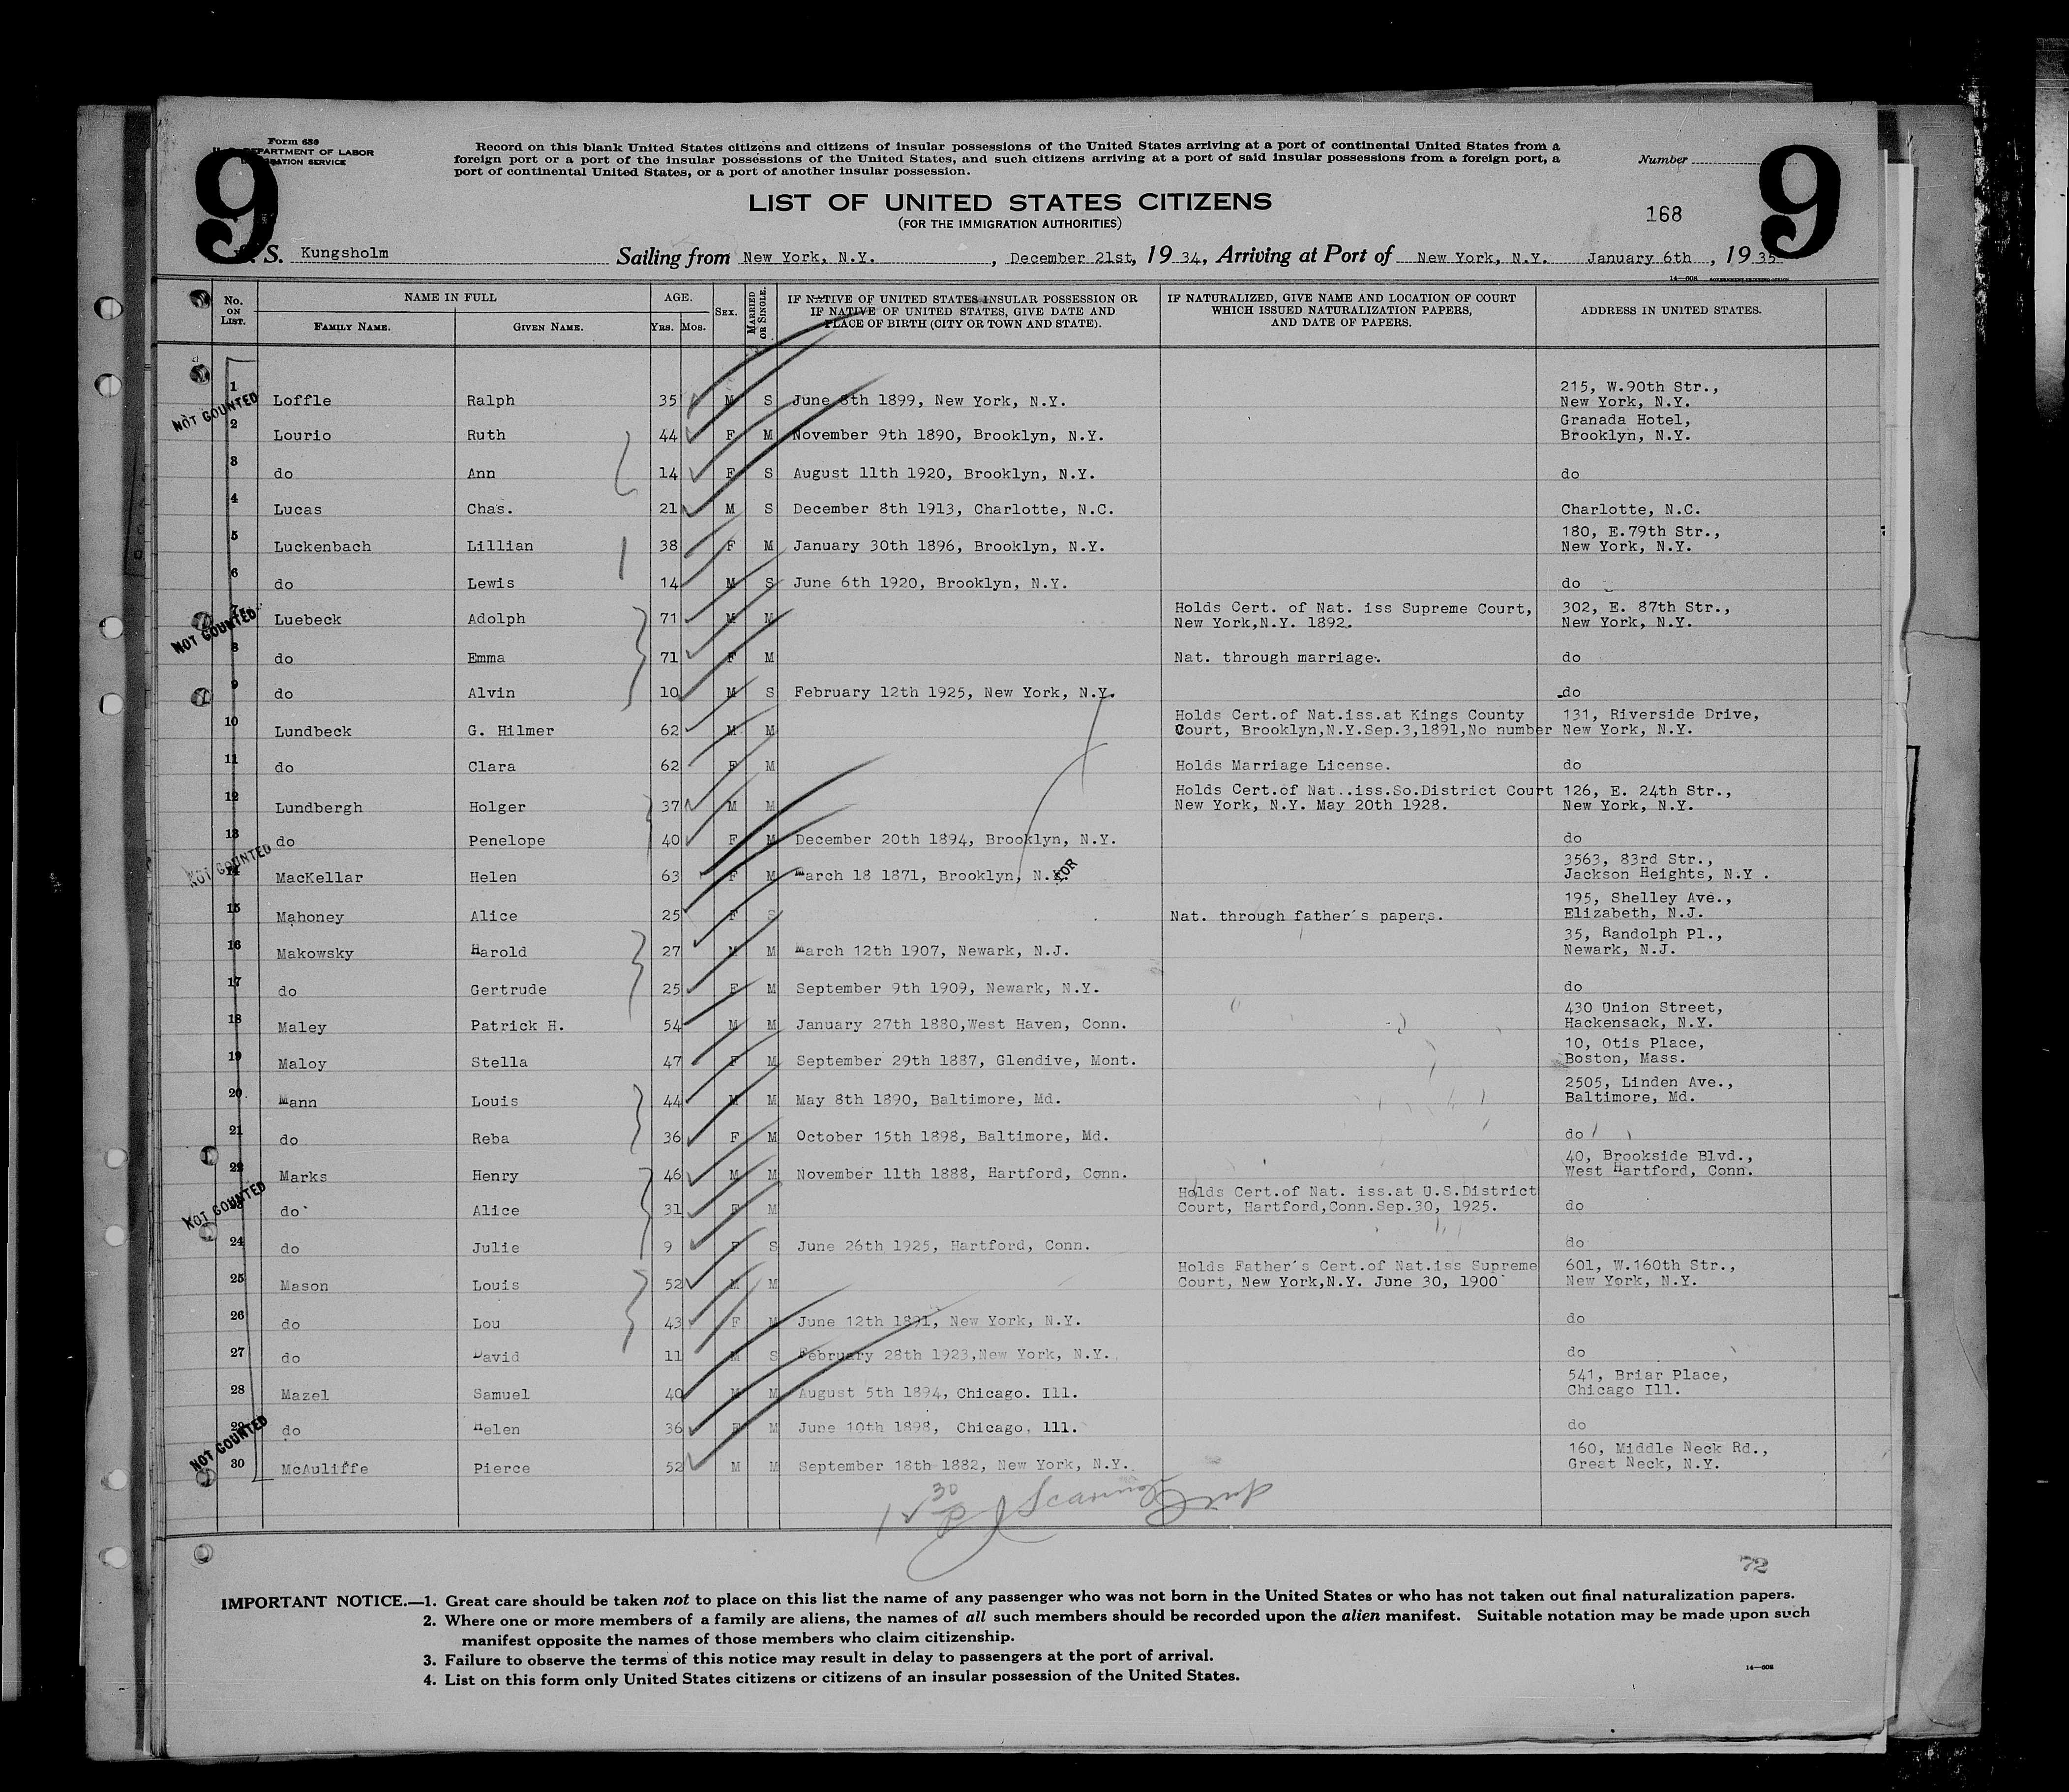 9
9
Form 680
U. S. DEPARTMENT OF LABOR
IMMIGRATION SERVICE
Record on this blank United States citizens and citizens of insular possessions of the United States arriving at a port of continental United States from a
foreign port or a port of the insular possessions of the United States, and such citizens arriving at a port of said insular possessions from a foreign port, a
port of continental United States, or a port of another insular possession.
Number
LIST OF UNITED STATES CITIZENS
(FOR THE IMMIGRATION AUTHORITIES)
168
S. Kungsholm Sailing from New York, N.Y. , December 21st, 19 34, Arriving at Port of New York, N.Y. January 6th , 19 35
14—608 GOVERNMENT PRINTING OFFICE
No. ON LIST. NAME IN FULL FAMILY NAME. GIVEN NAME. AGE. YRS. MOS. SEX. MARRIED OR SINGLE. IF NATIVE OF UNITED STATES INSULAR POSSESSION OR IF NATIVE OF UNITED STATES, GIVE DATE AND PLACE OF BIRTH (CITY OR TOWN AND STATE). IF NATURALIZED, GIVE NAME AND LOCATION OF COURT WHICH ISSUED NATURALIZATION PAPERS, AND DATE OF PAPERS. ADDRESS IN UNITED STATES.
1 Loffle Ralph 35 M S June 8th 1899, New York, N.Y. 215, W.90th Str., New York, N.Y.
NOT COUNTED
2 Lourio Ruth 44 F M November 9th 1890, Brooklyn, N.Y. Granada Hotel, Brooklyn, N.Y.
3 do Ann 14 F S August 11th 1920, Brooklyn, N.Y. do
4 Lucas Chas. 21 M S December 8th 1913, Charlotte, N.C. Charlotte, N.C.
5 Luckenbach Lillian 38 F M January 30th 1896, Brooklyn, N.Y. 180, E.79th Str., New York, N.Y.
6 do Lewis 14 M S June 6th 1920, Brooklyn, N.Y. do
7 Luebeck Adolph 71 M M Holds Cert. of Nat. iss Supreme Court, New York,N.Y. 1892. 302, E. 87th Str., New York, N.Y.
NOT COUNTED
8 do Emma 71 F M Nat. through marriage. do
9 do Alvin 10 M S February 12th 1925, New York, N.Y. do
10 Lundbeck G. Hilmer 62 M M Holds Cert.of Nat.iss.at Kings County Court, Brooklyn,N.Y.Sep.3,1891,No number 131, Riverside Drive, New York, N.Y.
11 do Clara 62 F M Holds Marriage License. do
12 Lundbergh Holger 37 M M Holds Cert.of Nat..iss.So.District Court New York, N.Y. May 20th 1928. 126, E. 24th Str., New York, N.Y.
13 do Penelope 40 F M December 20th 1894, Brooklyn, N.Y. do
NOT COUNTED
14 MacKellar Helen 63 F M March 18 1871, Brooklyn, N.Y. 3563, 83rd Str., Jackson Heights, N.Y .
15 Mahoney Alice 25 F S Nat. through father's papers. 195, Shelley Ave., Elizabeth, N.J.
16 Makowsky Harold 27 M M March 12th 1907, Newark, N.J. 35, Randolph Pl., Newark, N.J.
17 do Gertrude 25 F M September 9th 1909, Newark, N.Y. do
18 Maley Patrick H. 54 M M January 27th 1880,West Haven, Conn. 430 Union Street, Hackensack, N.Y.
19 Maloy Stella 47 F M September 29th 1887, Glendive, Mont. 10, Otis Place, Boston, Mass.
20 Mann Louis 44 M M May 8th 1890, Baltimore, Md. 2505, Linden Ave., Baltimore, Md.
21 do Reba 36 F M October 15th 1898, Baltimore, Md. do
22 Marks Henry 46 M M November 11th 1888, Hartford, Conn. 40, Brookside Blvd., West Hartford, Conn.
NOT COUNTED
23 do Alice 31 F M Holds Cert.of Nat. iss.at U.S.District Court, Hartford,Conn.Sep.30, 1925. do
24 do Julie 9 F S June 26th 1925, Hartford, Conn. do
25 Mason Louis 52 M M Holds Father's Cert.of Nat.iss Supreme Court, New York,N.Y. June 30, 1900 601, W.160th Str., New York, N.Y.
26 do Lou 43 F M June 12th 1891, New York, N.Y. do
27 do David 11 M S February 28th 1923,New York, N.Y. do
28 Mazel Samuel 40 M M August 5th 1894, Chicago. Ill. 541, Briar Place, Chicago Ill.
29 do Helen 36 F M June 10th 1898, Chicago, lll. do
NOT COUNTED
30 McAuliffe Pierce 52 M M September 18th 1882, New York, N.Y. 160, Middle Neck Rd., Great Neck, N.Y.
30
72
IMPORTANT NOTICE.—1. Great care should be taken not to place on this list the name of any passenger who was not born in the United States or who has not taken out final naturalization papers.
2. Where one or more members of a family are aliens, the names of all such members should be recorded upon the alien manifest. Suitable notation may be made upon such
manifest opposite the names of those members who claim citizenship.
3. Failure to observe the terms of this notice may result in delay to passengers at the port of arrival.
4. List on this form only United States citizens or citizens of an insular possession of the United States.
14—608